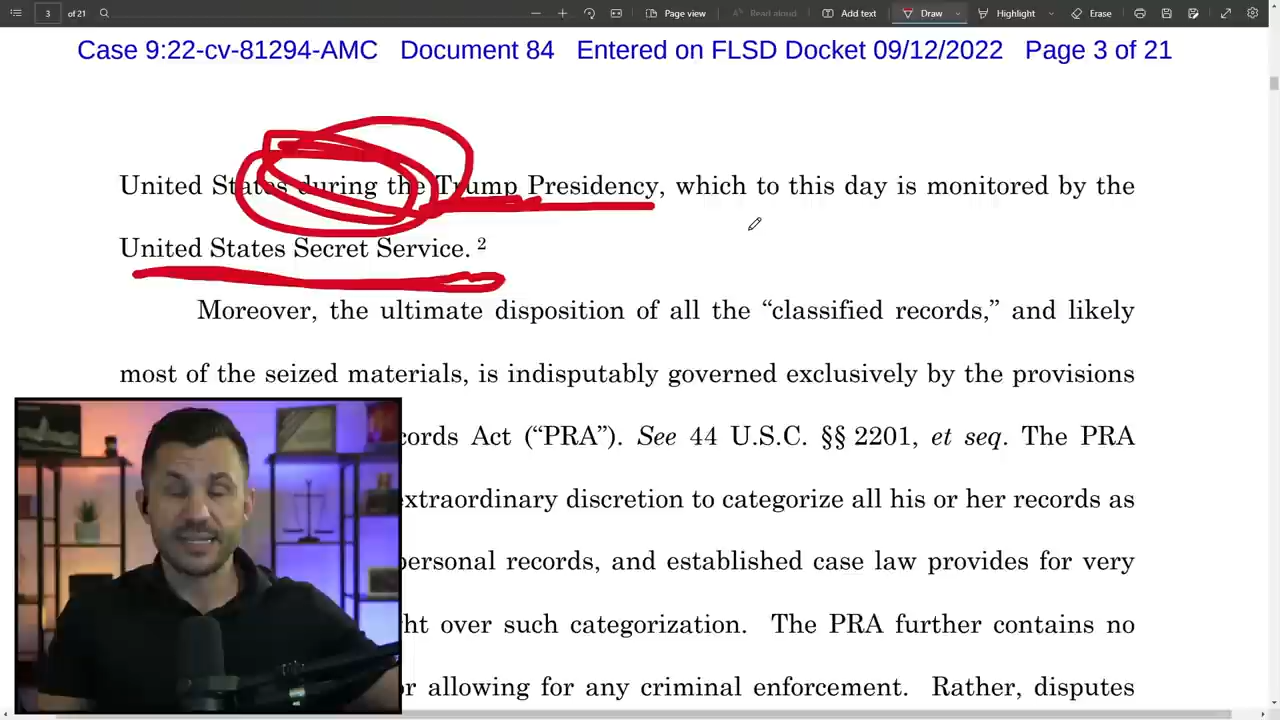 3 of 21 Page view Read aloud Add text Draw Highlight Erase
Case 9:22-cv-81294-AMC Document 84 Entered on FLSD Docket 09/12/2022 Page 3 of 21
United States during the Trump Presidency, which to this day is monitored by the
United States Secret Service. 2
Moreover, the ultimate disposition of all the “classified records,” and likely
most of the seized materials, is indisputably governed exclusively by the provisions
cords Act (“PRA”). See 44 U.S.C. §§ 2201, et seq. The PRA
extraordinary discretion to categorize all his or her records as
personal records, and established case law provides for very
ht over such categorization. The PRA further contains no
or allowing for any criminal enforcement. Rather, disputes